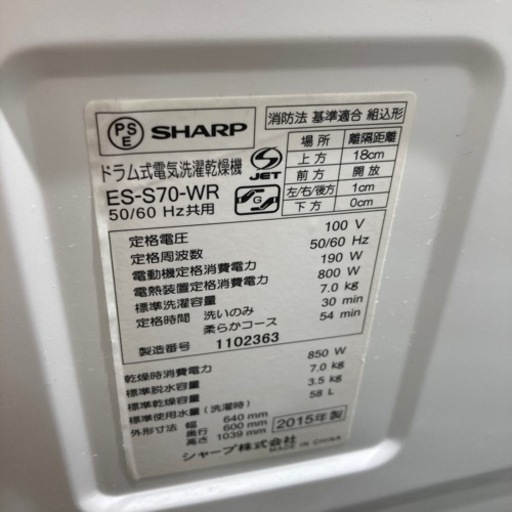 PSE SHARP
ドラム式電気洗濯乾燥機
JET
ES-S70-WR
50/60 Hz共用
G
消防法 基準適合 組込形
場所 離隔距離
上方 18cm
前方 開放
左/右/後方 1cm
下方 0cm
定格電圧 100 V
定格周波数 50/60 Hz
電動機定格消費電力 190 W
電熱装置定格消費電力 800 W
標準洗濯容量 7.0 kg
定格時間 洗いのみ 30 min
柔らかコース 54 min
製造番号 1102363
乾燥時消費電力 850 W
標準脱水容量 7.0 kg
標準乾燥容量 3.5 kg
標準使用水量(洗濯時) 58 L
外形寸法 幅 640 mm
奥行 600 mm
高さ 1039 mm
2015年製
シャープ株式会社
MADE IN CHINA